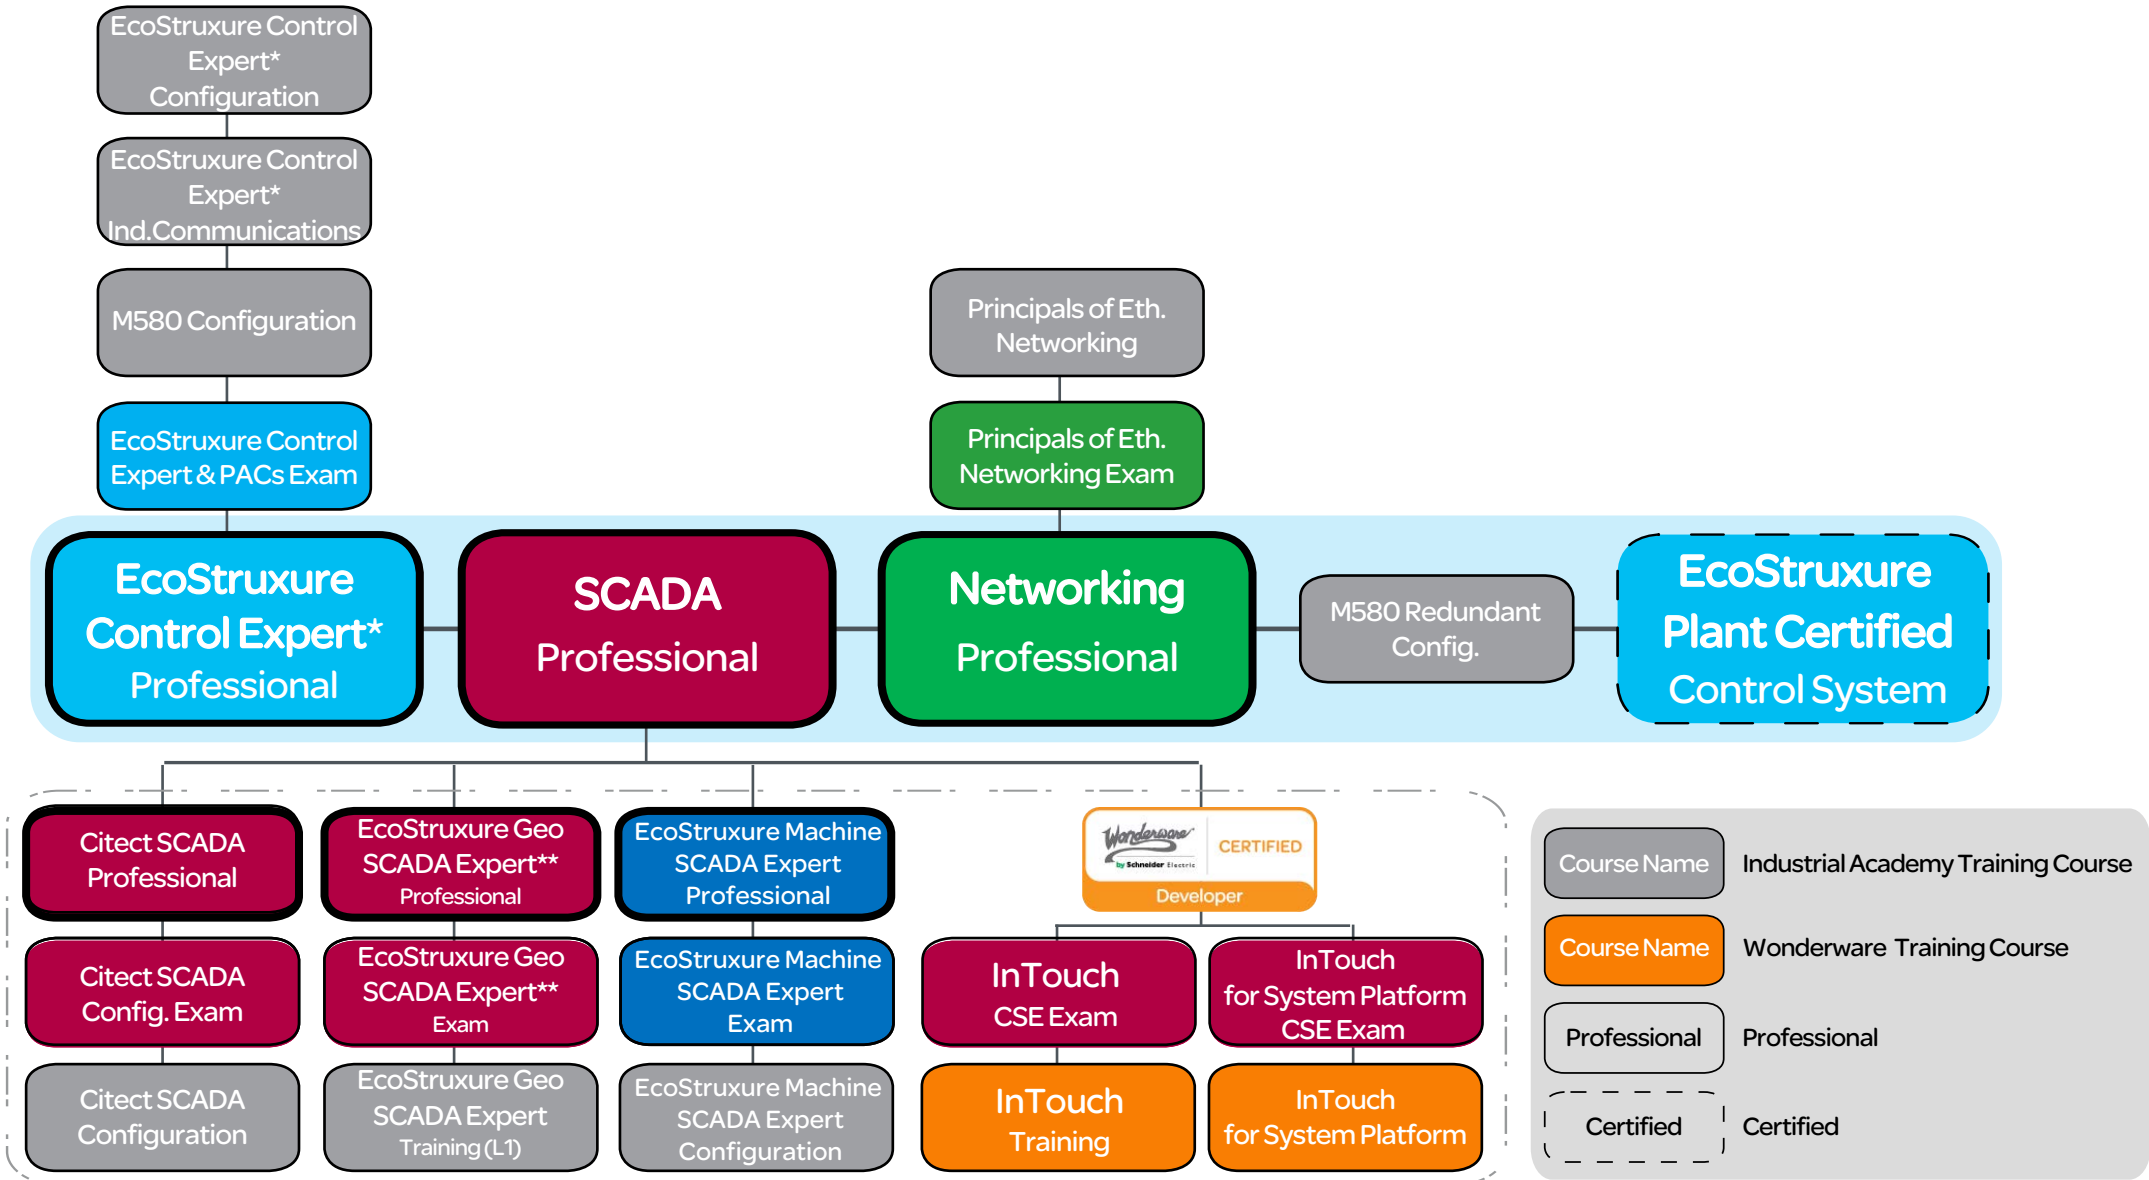 EcoStruxure Control
Expert*
Configuration
EcoStruxure Control
Expert*
Ind.Communications
M580 Configuration
EcoStruxure Control
Expert & PACs Exam
Principals of Eth.
Networking
Principals of Eth.
Networking Exam
EcoStruxure
Control Expert*
Professional
SCADA
Professional
Networking
Professional
M580 Redundant
Config.
EcoStruxure
Plant Certified
Control System
Citect SCADA
Professional
EcoStruxure Geo
SCADA Expert**
Professional
EcoStruxure Machine
SCADA Expert
Professional
Wonderware
by Schneider Electric
CERTIFIED
Developer
Citect SCADA
Config. Exam
EcoStruxure Geo
SCADA Expert**
Exam
EcoStruxure Machine
SCADA Expert
Exam
InTouch
CSE Exam
InTouch
for System Platform
CSE Exam
Citect SCADA
Configuration
EcoStruxure Geo
SCADA Expert
Training (L1)
EcoStruxure Machine
SCADA Expert
Configuration
InTouch
Training
InTouch
for System Platform
Course Name Industrial Academy Training Course
Course Name Wonderware Training Course
Professional Professional
Certified Certified